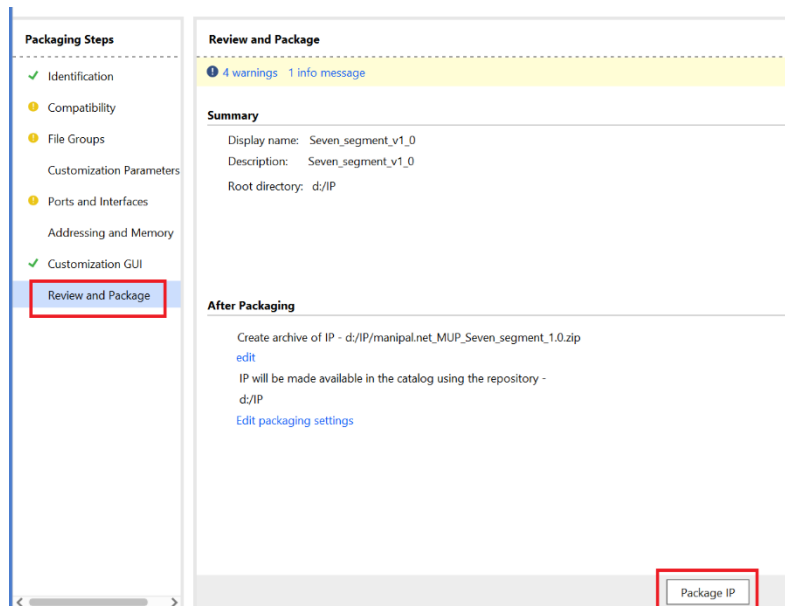 Packaging Steps
Identification
Compatibility
File Groups
Customization Parameters
Ports and Interfaces
Addressing and Memory
Customization GUI
Review and Package
Review and Package
4 warnings 1 info message
Summary
Display name: Seven_segment_v1_0
Description: Seven_segment_v1_0
Root directory: d:/IP
After Packaging
Create archive of IP - d:/IP/manipal.net_MUP_Seven_segment_1.0.zip
edit
IP will be made available in the catalog using the repository -
d:/IP
Edit packaging settings
Package IP